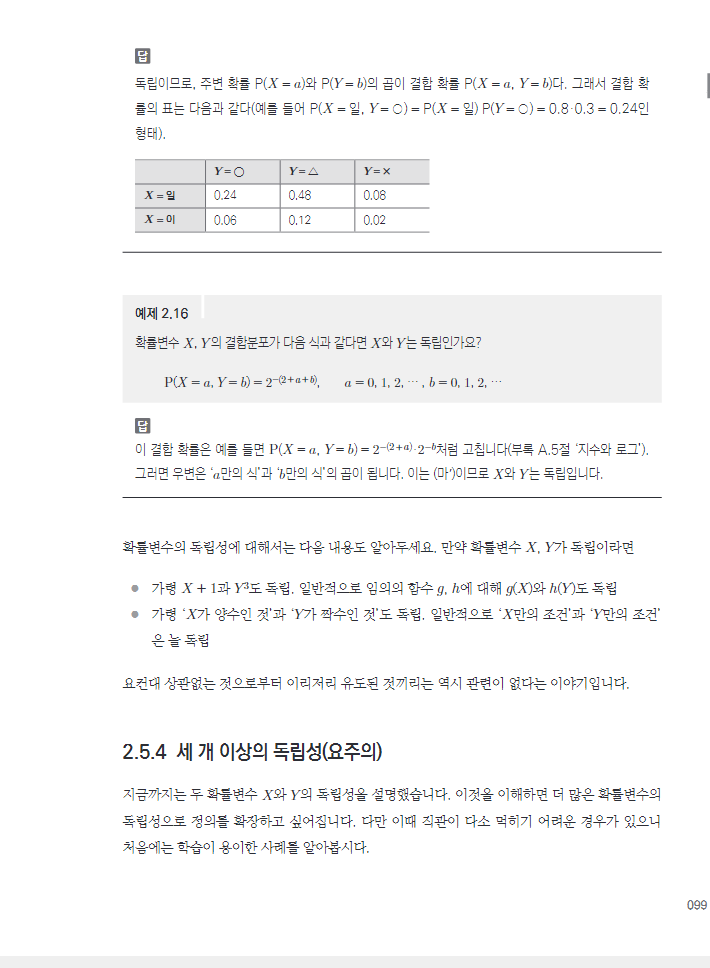 답
독립이므로, 주변 확률 P(X = a)와 P(Y = b)의 곱이 결합 확률 P(X = a, Y = b)다. 그래서 결합 확
률의 표는 다음과 같다(예를 들어 P(X = 일, Y = ○) = P(X = 일) P(Y = ○) = 0.8·0.3 = 0.24인
형태).
Y = ○ Y = △ Y = ×
X = 일 0.24 0.48 0.08
X = 이 0.06 0.12 0.02
예제 2.16
확률변수 X, Y의 결합분포가 다음 식과 같다면 X와 Y는 독립인가요?
P(X = a, Y = b) = 2⁻⁽²⁺ᵃ⁺ᵇ⁾, a = 0, 1, 2, ⋯ , b = 0, 1, 2, ⋯
답
이 결합 확률은 예를 들면 P(X = a, Y = b) = 2⁻⁽²⁺ᵃ⁾·2⁻ᵇ처럼 고칩니다(부록 A.5절 ‘지수와 로그’).
그러면 우변은 ‘a만의 식’과 ‘b만의 식’의 곱이 됩니다. 이는 (마′)이므로 X와 Y는 독립입니다.
확률변수의 독립성에 대해서는 다음 내용도 알아두세요. 만약 확률변수 X, Y가 독립이라면
● 가령 X + 1과 Y³도 독립. 일반적으로 임의의 함수 g, h에 대해 g(X)와 h(Y)도 독립
● 가령 ‘X가 양수인 것’과 ‘Y가 짝수인 것’도 독립. 일반적으로 ‘X만의 조건’과 ‘Y만의 조건’
은 늘 독립
요컨대 상관없는 것으로부터 이리저리 유도된 것끼리는 역시 관련이 없다는 이야기입니다.
2.5.4 세 개 이상의 독립성(요주의)
지금까지는 두 확률변수 X와 Y의 독립성을 설명했습니다. 이것을 이해하면 더 많은 확률변수의
독립성으로 정의를 확장하고 싶어집니다. 다만 이때 직관이 다소 먹히기 어려운 경우가 있으니
처음에는 학습이 용이한 사례를 알아봅시다.
099